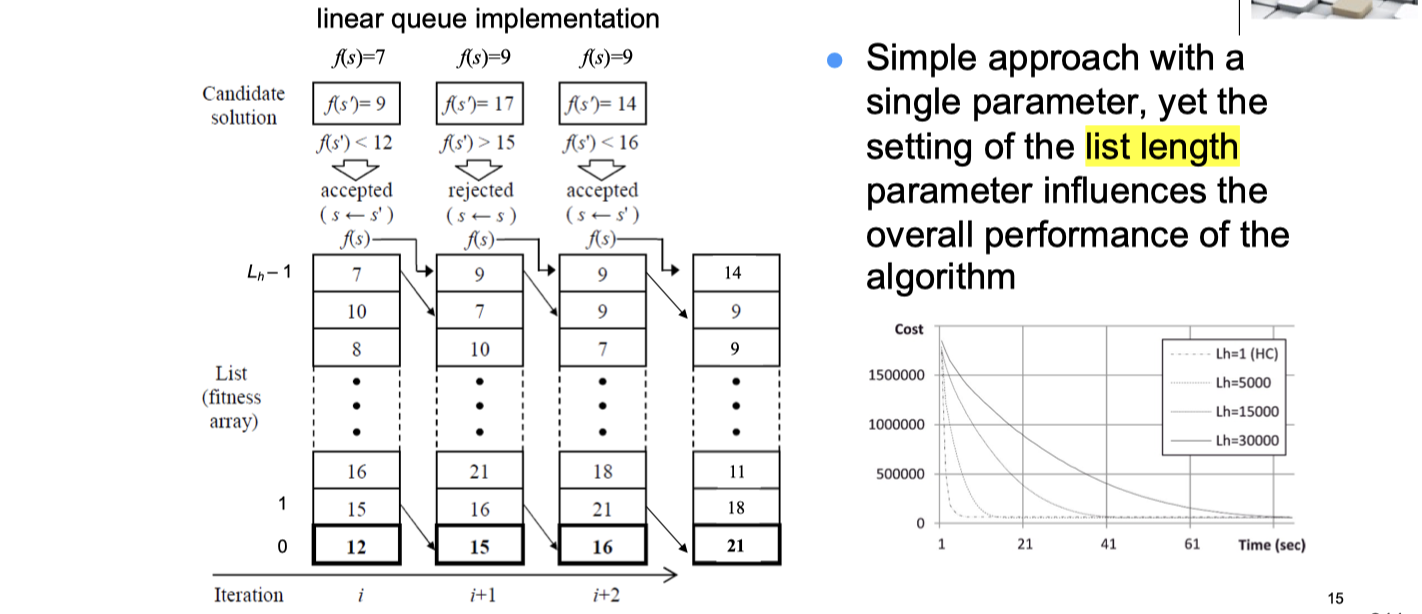 linear queue implementation
f(s)=7 f(s)=9 f(s)=9
Candidate
solution
f(s')= 9 f(s')= 17 f(s')= 14
f(s') < 12 f(s') > 15 f(s') < 16
accepted rejected accepted
( s ← s' ) ( s ← s ) ( s ← s' )
f(s) f(s) f(s)
Lh – 1 7 9 9 14
10 7 9 9
8 10 7 9
List
(fitness
array)
16 21 18 11
1 15 16 21 18
0 12 15 16 21
Iteration i i+1 i+2
• Simple approach with a
single parameter, yet the
setting of the list length
parameter influences the
overall performance of the
algorithm
Cost
1500000
1000000
500000
0
1 21 41 61 Time (sec)
Lh=1 (HC)
Lh=5000
Lh=15000
Lh=30000
15